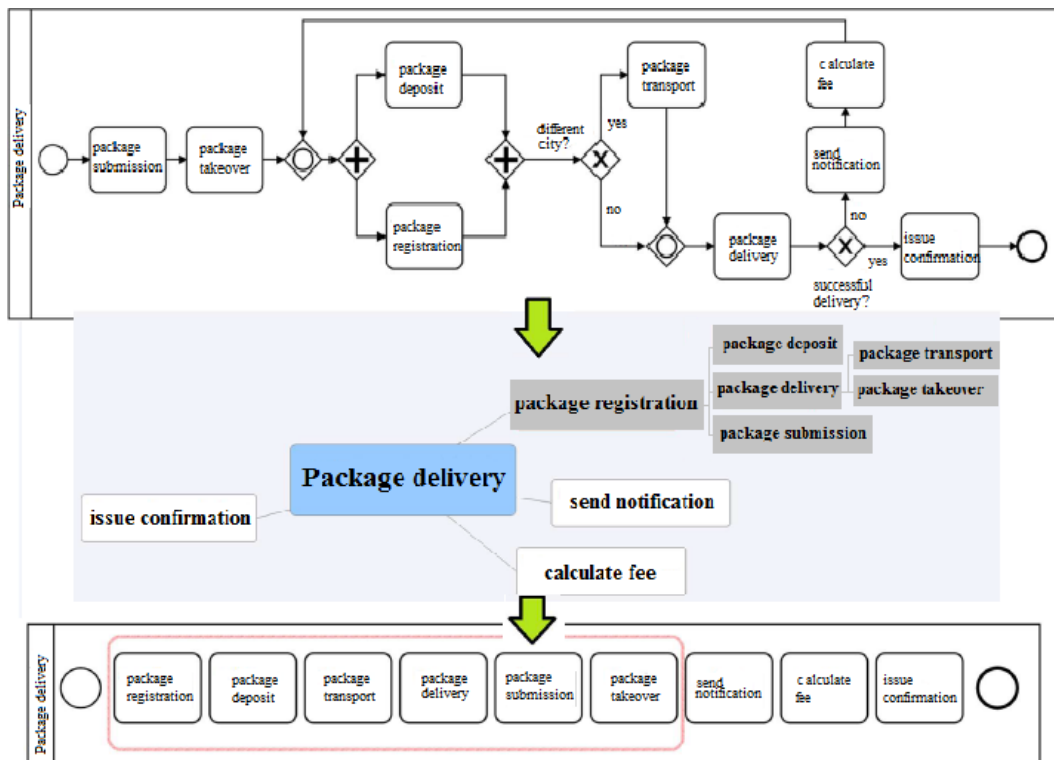 Package delivery
package
submission
package
takeover
package
deposit
package
registration
different
city?
yes
no
package
transport
package
delivery
c alculate
fee
send
notification
no
yes
successful
delivery?
issue
confirmation
package deposit
package transport
package registration
package delivery
package takeover
package submission
Package delivery
send notification
issue confirmation
calculate fee
Package delivery
package
registration
package
deposit
package
transport
package
delivery
package
submission
package
takeover
send
notification
c alculate
fee
issue
confirmation